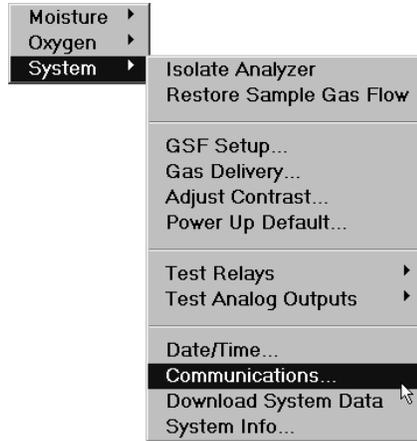 Moisture
Oxygen
System
Isolate Analyzer
Restore Sample Gas Flow
GSF Setup...
Gas Delivery...
Adjust Contrast...
Power Up Default...
Test Relays
Test Analog Outputs
Date/Time...
Communications...
Download System Data
System Info...